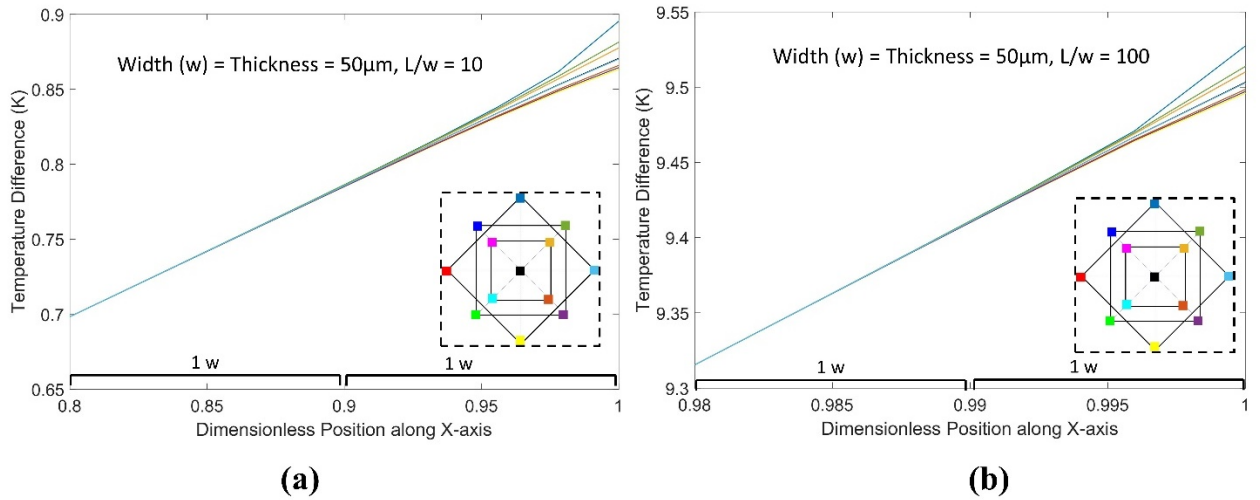 Width (w) = Thickness = 50μm, L/w = 10
Temperature Difference (K)
0.9
0.85
0.8
0.75
0.7
0.65
1 w
1 w
0.8
0.85
0.9
0.95
1
Dimensionless Position along X-axis
(a)
Width (w) = Thickness = 50μm, L/w = 100
Temperature Difference (K)
9.55
9.5
9.45
9.4
9.35
9.3
1 w
1 w
0.98
0.985
0.99
0.995
1
Dimensionless Position along X-axis
(b)